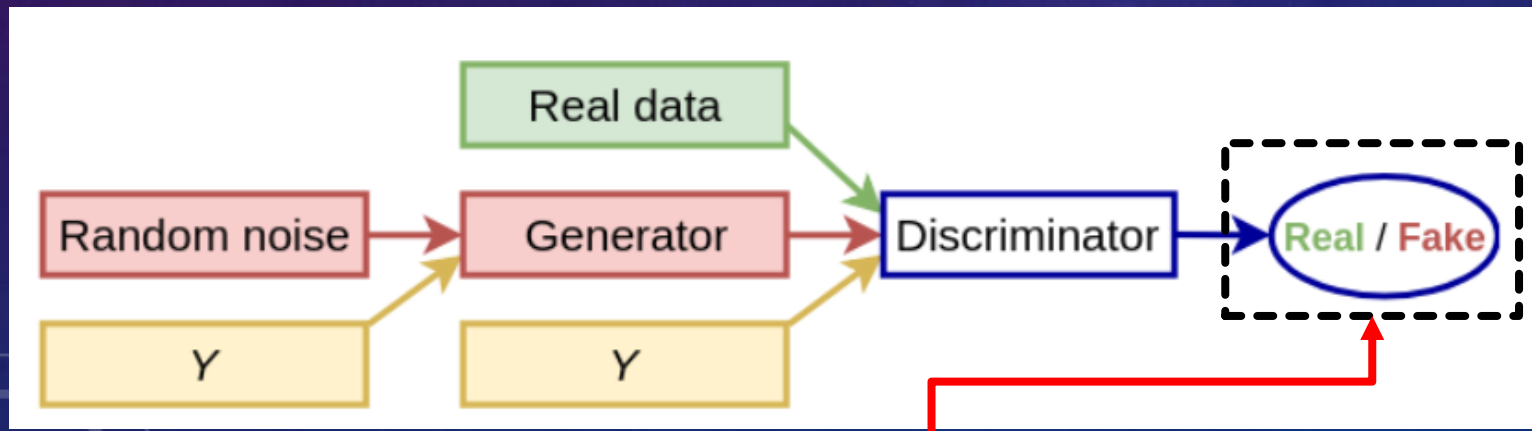 Real data
Random noise
Generator
Discriminator
Real / Fake
Y
Y